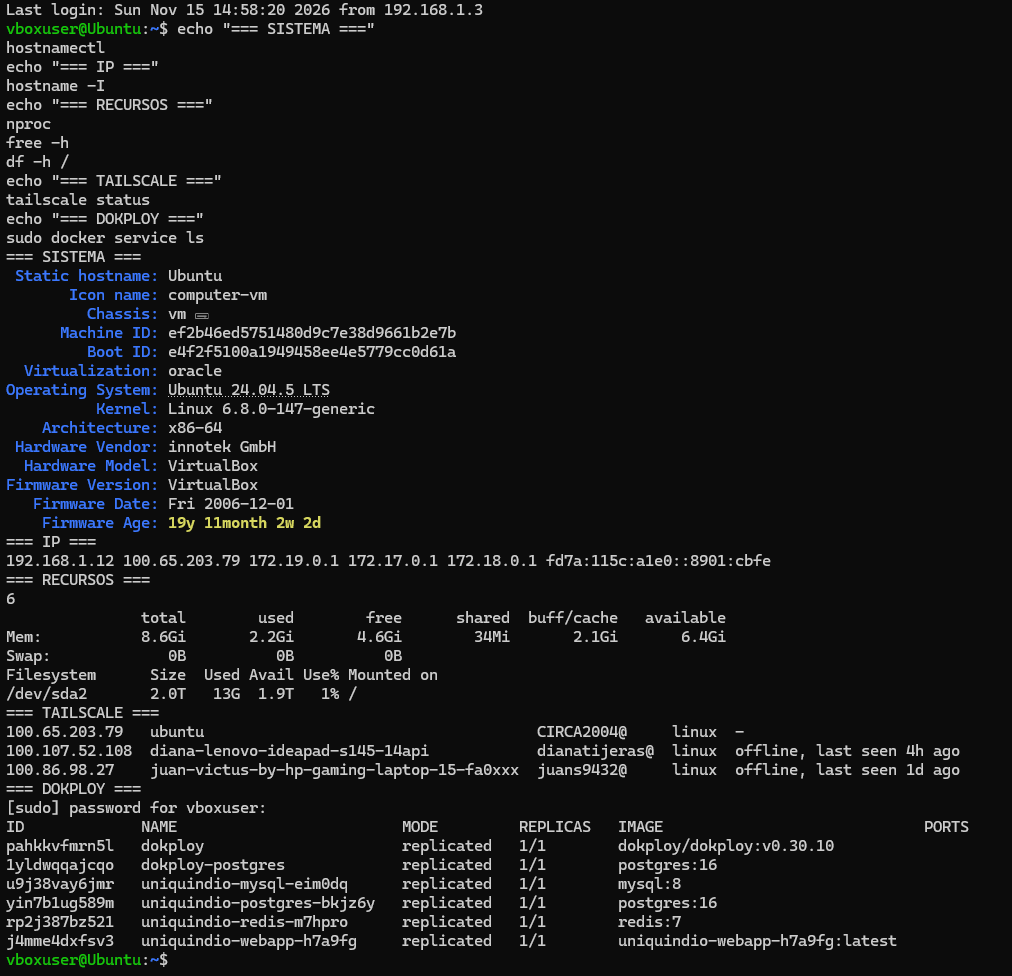 Last login: Sun Nov 15 14:58:20 2026 from 192.168.1.3
vboxuser@Ubuntu:~$ echo "=== SISTEMA ==="
hostnamectl
echo "=== IP ==="
hostname -I
echo "=== RECURSOS ==="
nproc
free -h
df -h /
echo "=== TAILSCALE ==="
tailscale status
echo "=== DOKPLOY ==="
sudo docker service ls
=== SISTEMA ===
 Static hostname: Ubuntu
       Icon name: computer-vm
         Chassis: vm
      Machine ID: ef2b46ed5751480d9c7e38d9661b2e7b
         Boot ID: e4f2f5100a1949458ee4e5779cc0d61a
  Virtualization: oracle
Operating System: Ubuntu 24.04.5 LTS
          Kernel: Linux 6.8.0-147-generic
    Architecture: x86-64
 Hardware Vendor: innotek GmbH
  Hardware Model: VirtualBox
Firmware Version: VirtualBox
   Firmware Date: Fri 2006-12-01
    Firmware Age: 19y 11month 2w 2d
=== IP ===
192.168.1.12 100.65.203.79 172.19.0.1 172.17.0.1 172.18.0.1 fd7a:115c:a1e0::8901:cbfe
=== RECURSOS ===
6
               total        used        free      shared  buff/cache   available
Mem:           8.6Gi       2.2Gi       4.6Gi        34Mi       2.1Gi       6.4Gi
Swap:             0B          0B          0B
Filesystem      Size  Used Avail Use% Mounted on
/dev/sda2       2.0T   13G  1.9T   1% /
=== TAILSCALE ===
100.65.203.79   ubuntu                                     CIRCA2004@     linux  -
100.107.52.108  diana-lenovo-ideapad-s145-14api            dianatijeras@  linux  offline, last seen 4h ago
100.86.98.27    juan-victus-by-hp-gaming-laptop-15-fa0xxx  juans9432@     linux  offline, last seen 1d ago
=== DOKPLOY ===
[sudo] password for vboxuser:
ID             NAME                         MODE         REPLICAS   IMAGE                             PORTS
pahkkvfmrn5l   dokploy                      replicated   1/1        dokploy/dokploy:v0.30.10
1yldwqqajcqo   dokploy-postgres             replicated   1/1        postgres:16
u9j38vay6jmr   uniquindio-mysql-eim0dq      replicated   1/1        mysql:8
yin7b1ug589m   uniquindio-postgres-bkjz6y   replicated   1/1        postgres:16
rp2j387bz521   uniquindio-redis-m7hpro      replicated   1/1        redis:7
j4mme4dxfsv3   uniquindio-webapp-h7a9fg     replicated   1/1        uniquindio-webapp-h7a9fg:latest
vboxuser@Ubuntu:~$